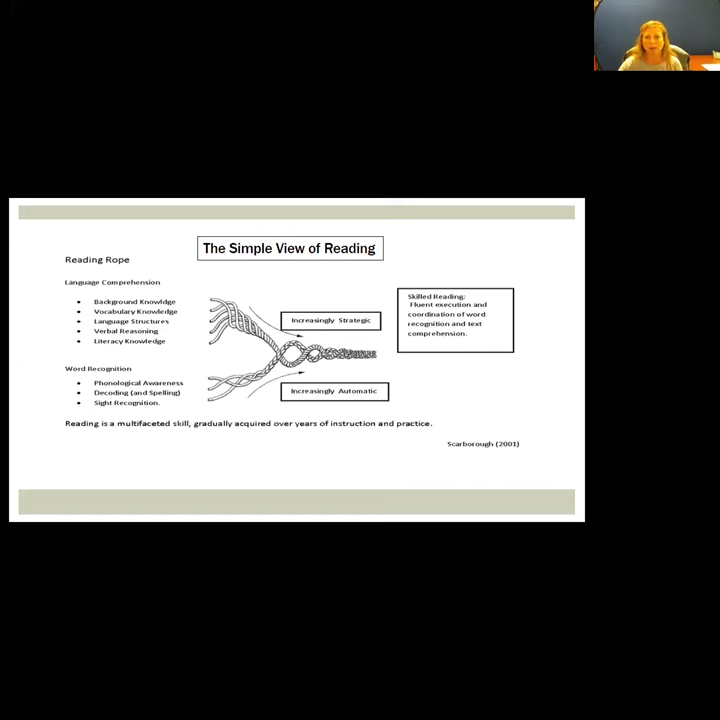 The Simple View of Reading
Reading Rope
Language Comprehension
• Background Knowldge
• Vocabulary Knowledge
• Language Structures
• Verbal Reasoning
• Literacy Knowledge
Word Recognition
• Phonological Awareness
• Decoding (and Spelling)
• Sight Recognition.
Increasingly Strategic
Increasingly Automatic
Skilled Reading:
Fluent execution and
coordination of word
recognition and text
comprehension.
Reading is a multifaceted skill, gradually acquired over years of instruction and practice.
Scarborough (2001)